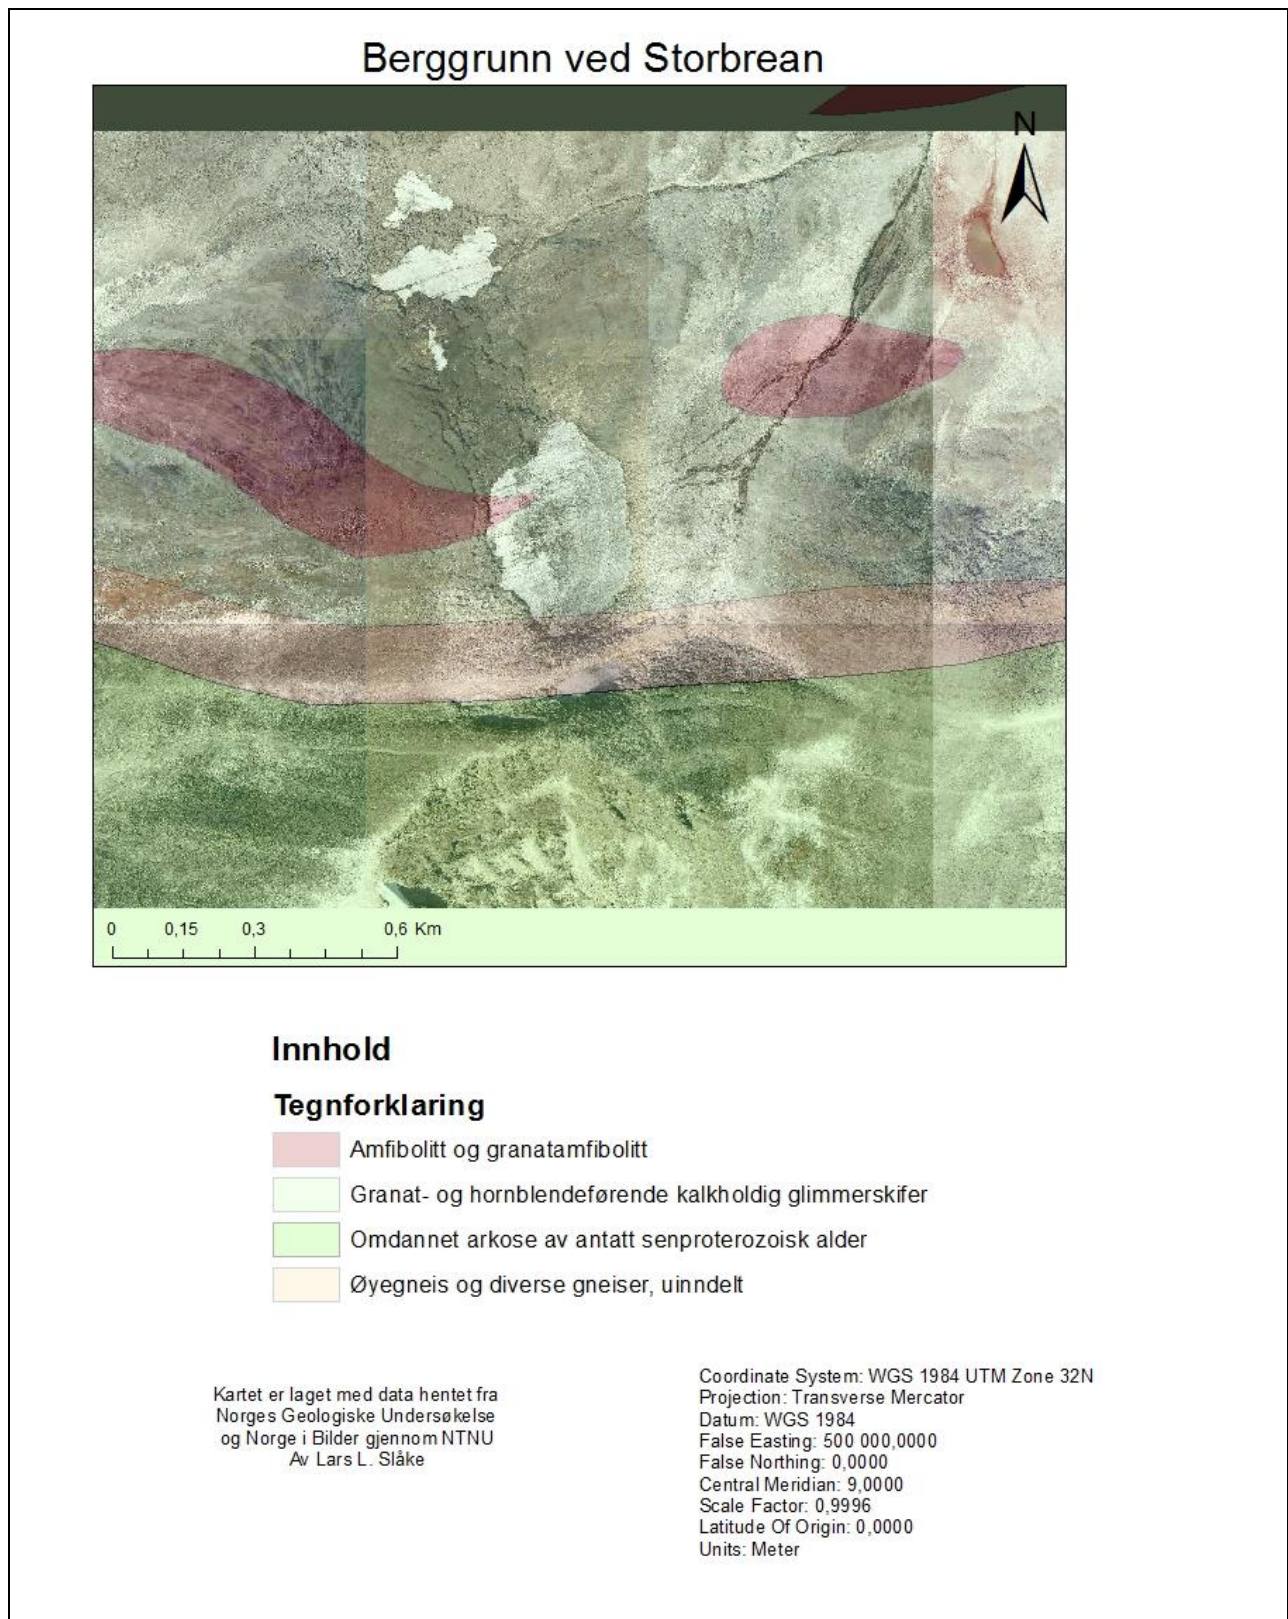 Berggrunn ved Storbrean
N
0 0,15 0,3 0,6 Km
Innhold
Tegnforklaring
Amfibolitt og granatamfibolitt
Granat- og hornblendeførende kalkholdig glimmerskifer
Omdannet arkose av antatt senproterozoisk alder
Øyegneis og diverse gneiser, uinndelt
Kartet er laget med data hentet fra
Norges Geologiske Undersøkelse
og Norge i Bilder gjennom NTNU
Av Lars L. Slåke
Coordinate System: WGS 1984 UTM Zone 32N
Projection: Transverse Mercator
Datum: WGS 1984
False Easting: 500 000,0000
False Northing: 0,0000
Central Meridian: 9,0000
Scale Factor: 0,9996
Latitude Of Origin: 0,0000
Units: Meter